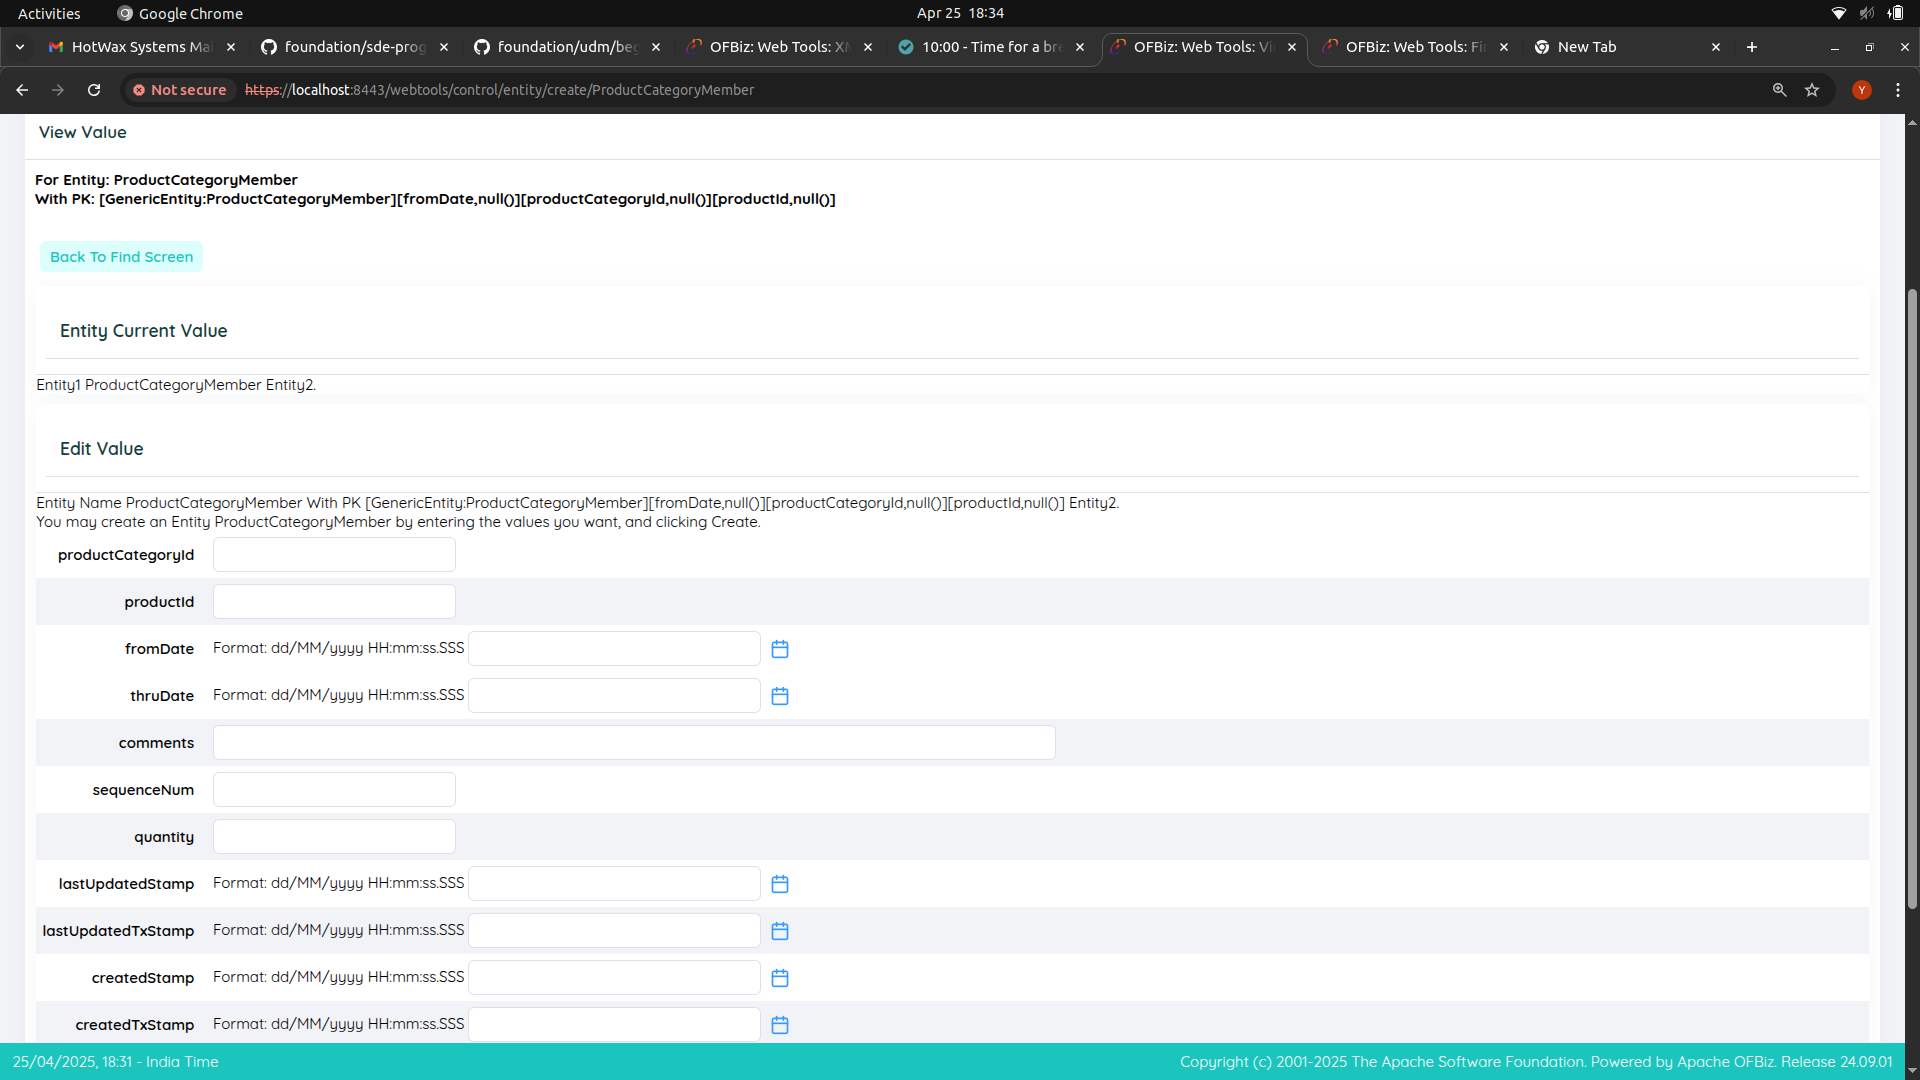 Activities Google Chrome Apr 25 18:34
HotWax Systems Mai foundation/sde-prog foundation/udm/beg OFBiz: Web Tools: XM 10:00 - Time for a bre OFBiz: Web Tools: Vi OFBiz: Web Tools: Fi New Tab
Not secure https://localhost:8443/webtools/control/entity/create/ProductCategoryMember Y
View Value
For Entity: ProductCategoryMember
With PK: [GenericEntity:ProductCategoryMember][fromDate,null()][productCategoryId,null()][productId,null()]
Back To Find Screen
Entity Current Value
Entity1 ProductCategoryMember Entity2.
Edit Value
Entity Name ProductCategoryMember With PK [GenericEntity:ProductCategoryMember][fromDate,null()][productCategoryId,null()][productId,null()] Entity2.
You may create an Entity ProductCategoryMember by entering the values you want, and clicking Create.
productCategoryId
productId
fromDate Format: dd/MM/yyyy HH:mm:ss.SSS
thruDate Format: dd/MM/yyyy HH:mm:ss.SSS
comments
sequenceNum
quantity
lastUpdatedStamp Format: dd/MM/yyyy HH:mm:ss.SSS
lastUpdatedTxStamp Format: dd/MM/yyyy HH:mm:ss.SSS
createdStamp Format: dd/MM/yyyy HH:mm:ss.SSS
createdTxStamp Format: dd/MM/yyyy HH:mm:ss.SSS
25/04/2025, 18:31 - India Time Copyright (c) 2001-2025 The Apache Software Foundation. Powered by Apache OFBiz. Release 24.09.01